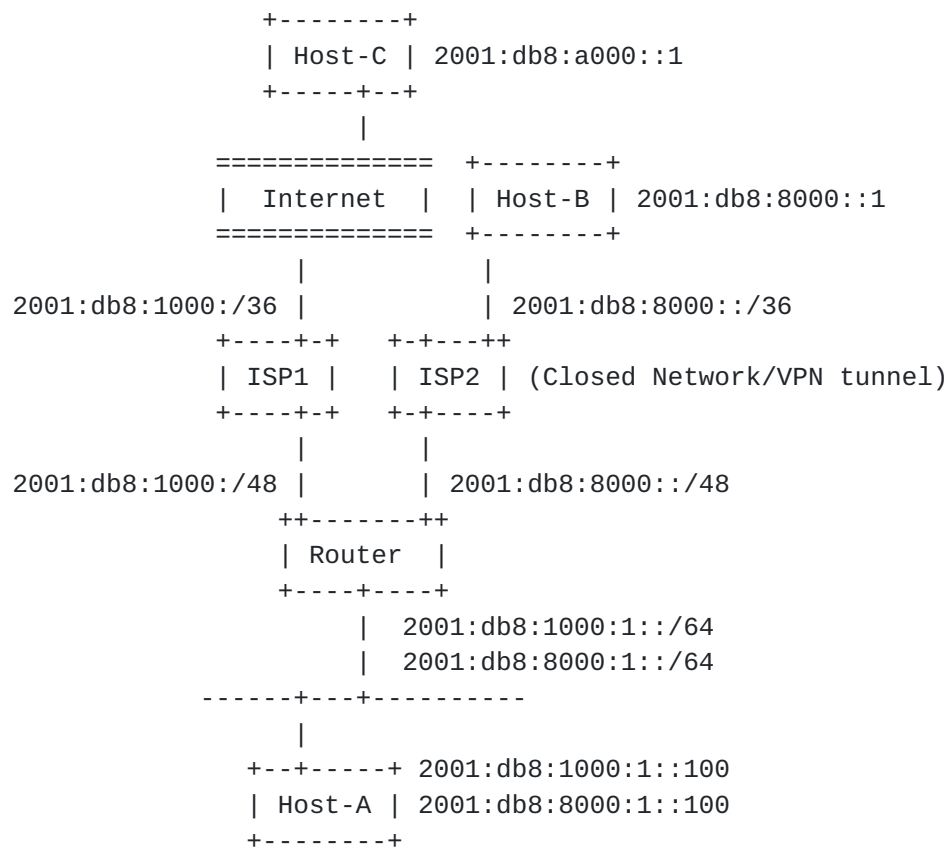 +--------+
                | Host-C | 2001:db8:a000::1
                +-----+--+
                      |
             ==============  +--------+
             |  Internet  |  | Host-B | 2001:db8:8000::1
             ==============  +--------+
                  |           |
2001:db8:1000:/36 |           | 2001:db8:8000::/36
             +----+-+   +-+---++
             | ISP1 |   | ISP2 | (Closed Network/VPN tunnel)
             +----+-+   +-+----+
                  |       |
2001:db8:1000:/48 |       | 2001:db8:8000::/48
                 ++-------++
                 | Router  |
                 +----+----+
                      |  2001:db8:1000:1::/64
                      |  2001:db8:8000:1::/64
            ------+---+----------
                  |
               +--+-----+ 2001:db8:1000:1::100
               | Host-A | 2001:db8:8000:1::100
               +--------+